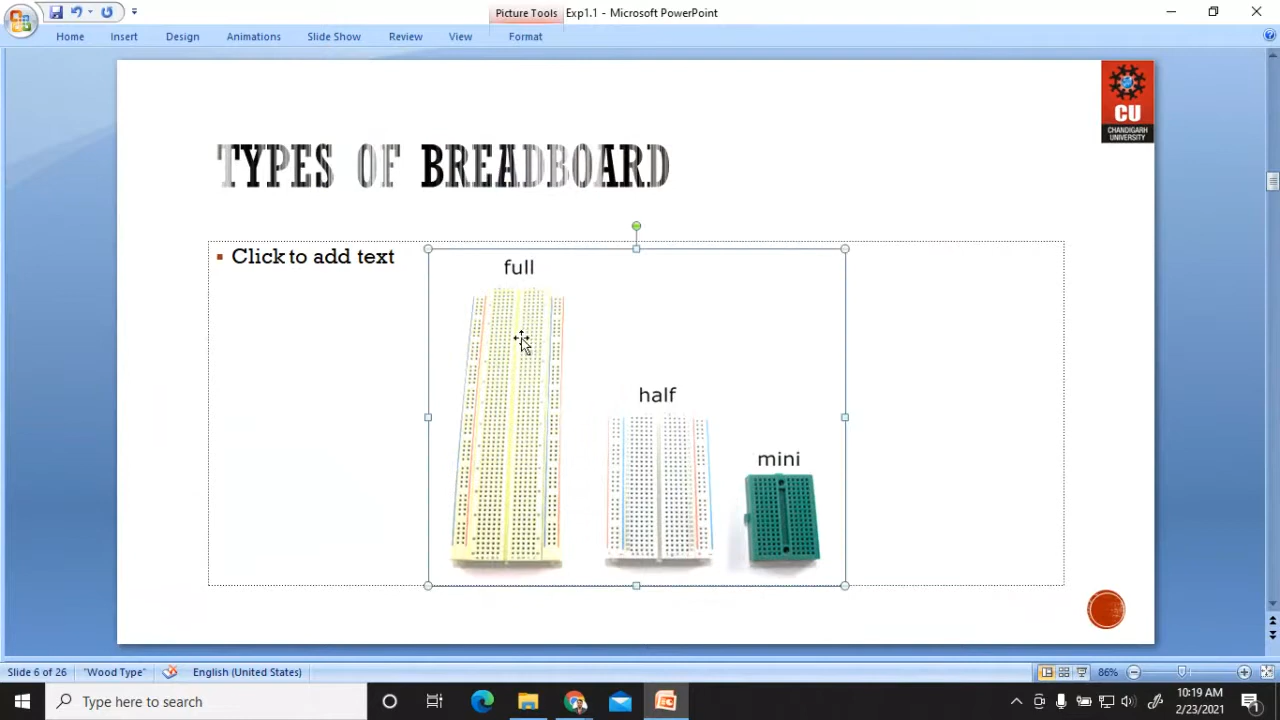 Picture Tools
Exp1.1 - Microsoft PowerPoint
Home Insert Design Animations Slide Show Review View Format
CU
CHANDIGARH
UNIVERSITY
TYPES OF BREADBOARD
Click to add text
full
half
mini
Slide 6 of 26 "Wood Type" English (United States) 86%
Type here to search
10:19 AM
2/23/2021
1